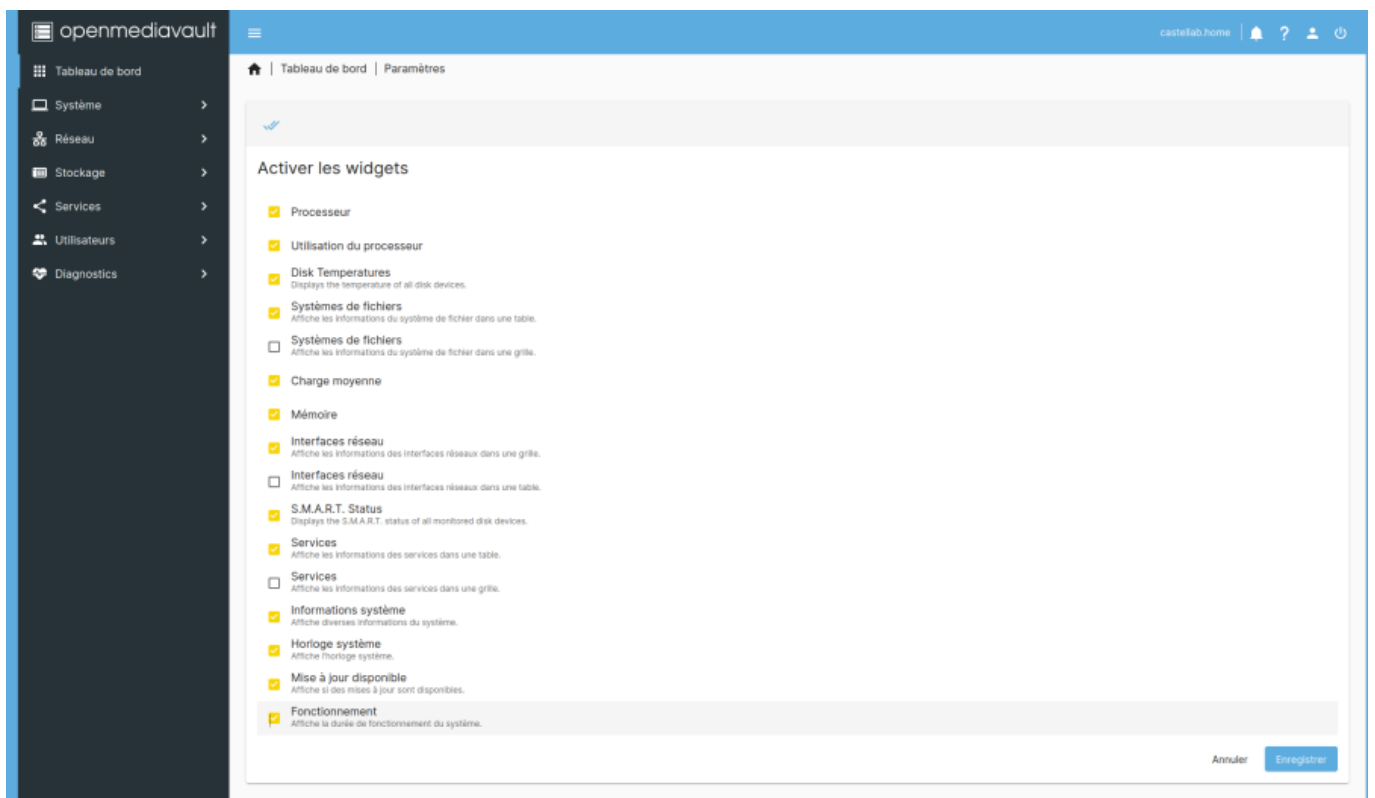 openmediavault
castellab.home
Tableau de bord
Système
Réseau
Stockage
Services
Utilisateurs
Diagnostics
| Tableau de bord | Paramètres
Activer les widgets
Processeur
Utilisation du processeur
Disk Temperatures
Displays the temperature of all disk devices.
Systèmes de fichiers
Affiche les informations du système de fichier dans une table.
Systèmes de fichiers
Affiche les informations du système de fichier dans une grille.
Charge moyenne
Mémoire
Interfaces réseau
Affiche les informations des interfaces réseaux dans une grille.
Interfaces réseau
Affiche les informations des interfaces réseaux dans une table.
S.M.A.R.T. Status
Displays the S.M.A.R.T. status of all monitored disk devices.
Services
Affiche les informations des services dans une table.
Services
Affiche les informations des services dans une grille.
Informations système
Affiche diverses informations du système.
Horloge système
Affiche l'horloge système.
Mise à jour disponible
Affiche si des mises à jour sont disponibles.
Fonctionnement
Affiche la durée de fonctionnement du système.
Annuler
Enregistrer